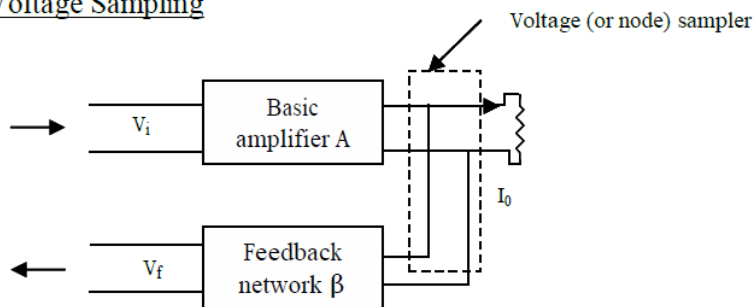 Voltage Sampling
Voltage (or node) sampler
Vi
Basic
amplifier A
I0
Vf
Feedback
network β